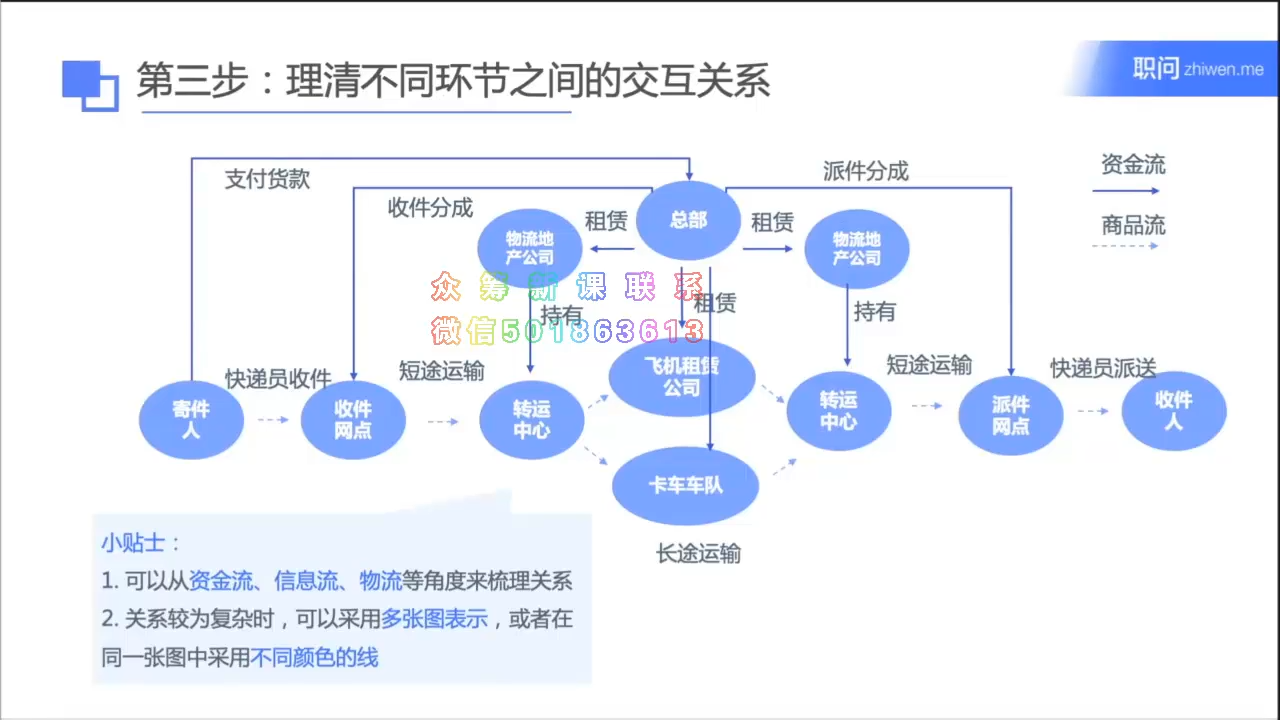 第三步：理清不同环节之间的交互关系
职问 zhiwen.me
支付货款
收件分成
租赁
总部
租赁
派件分成
资金流
商品流
物流地
产公司
物流地
产公司
众筹新课联系
微信501863613
租赁
持有
持有
快递员收件
短途运输
飞机租赁
公司
短途运输
快递员派送
寄件
人
收件
网点
转运
中心
转运
中心
派件
网点
收件
人
卡车车队
长途运输
小贴士：
1. 可以从资金流、信息流、物流等角度来梳理关系
2. 关系较为复杂时，可以采用多张图表示，或者在
同一张图中采用不同颜色的线